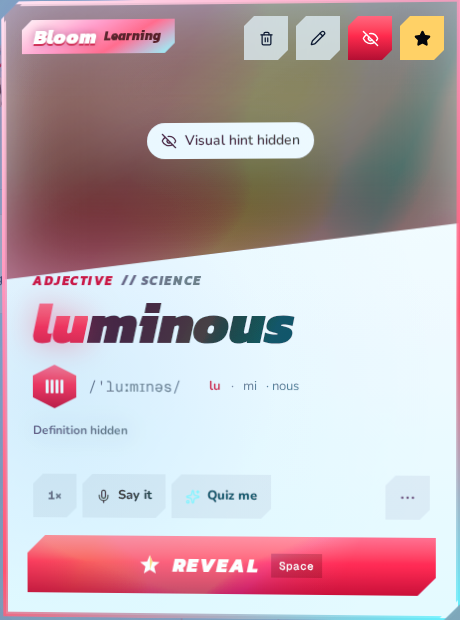 Bloom Learning
Visual hint hidden
ADJECTIVE // SCIENCE
luminous
/ˈluːmɪnəs/ lu · mi · nous
Definition hidden
1× Say it Quiz me ...
REVEAL Space